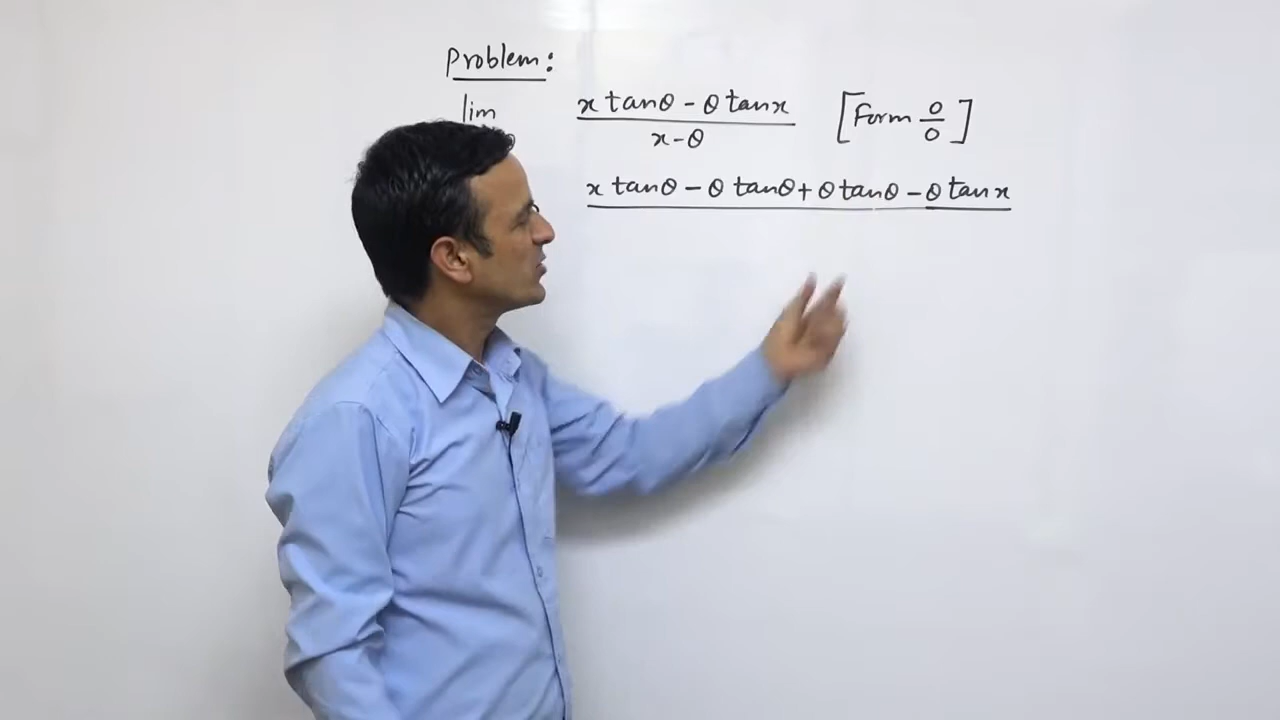 Problem:
lim x tanθ - θ tanx / x-θ [Form 0/0]
x tanθ - θ tanθ + θ tanθ - θ tanx